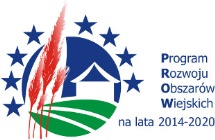 Program
Rozwoju
Obszarów
Wiejskich
na lata 2014-2020